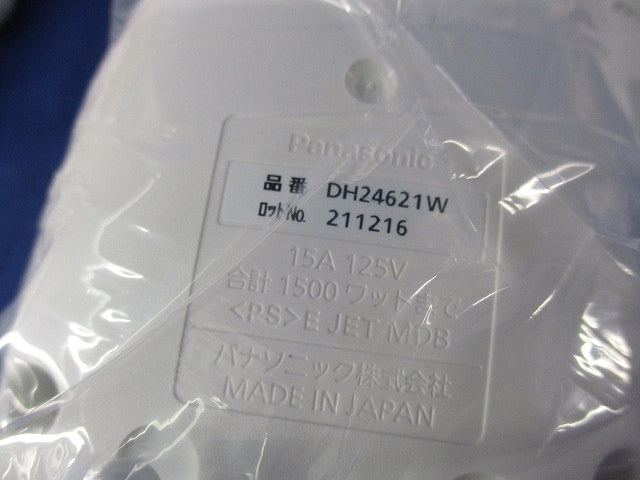 Panasonic
品番 DH24621W
ロットNo. 211216
15A 125V
合計 1500 ワットまで
<PS>E JET MDB
パナソニック株式会社
MADE IN JAPAN